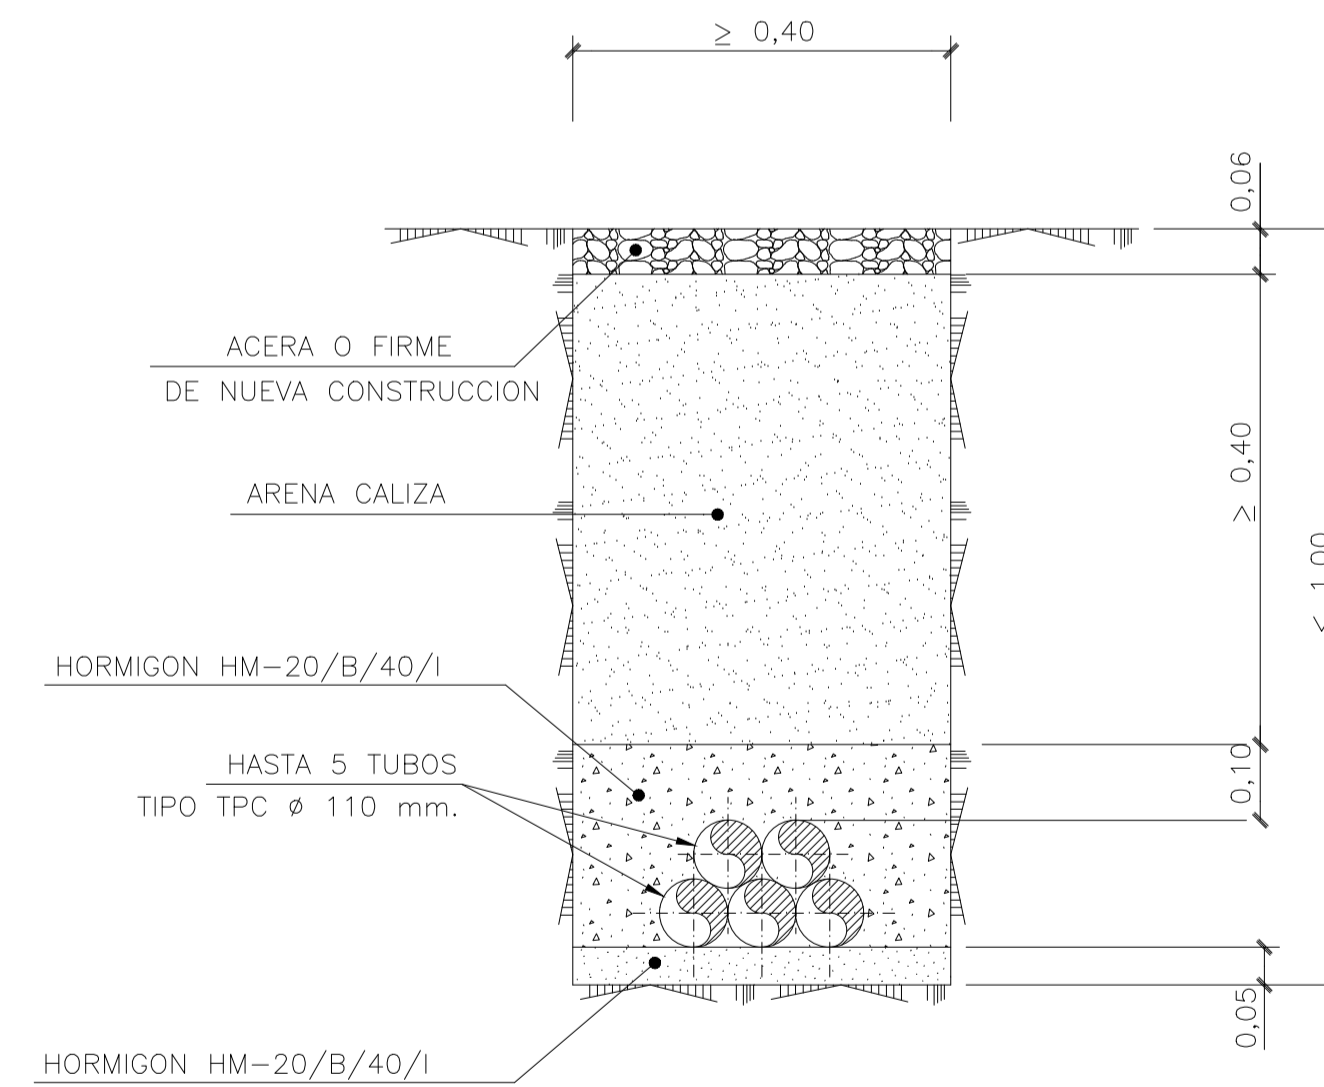 ≥ 0,40
0,06
ACERA O FIRME
DE NUEVA CONSTRUCCION
≥ 0,40
ARENA CALIZA
HORMIGON HM-20/B/40/I
HASTA 5 TUBOS
TIPO TPC ø 110 mm.
0,10
0,05
HORMIGON HM-20/B/40/I